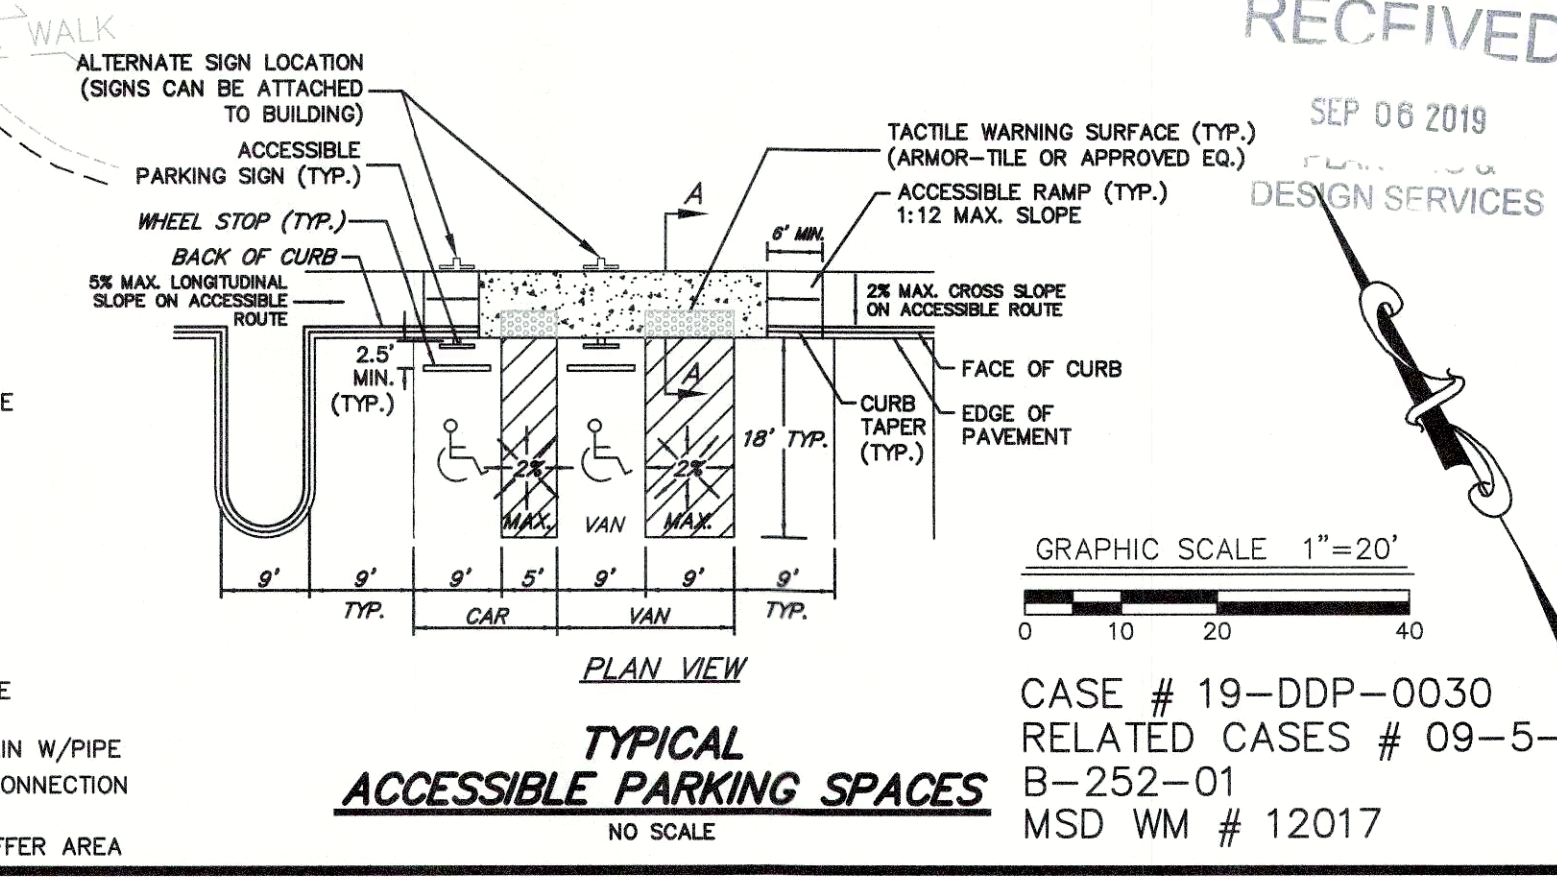 WALK
ALTERNATE SIGN LOCATION
(SIGNS CAN BE ATTACHED
TO BUILDING)
ACCESSIBLE
PARKING SIGN (TYP.)
WHEEL STOP (TYP.)
BACK OF CURB
5% MAX. LONGITUDINAL
SLOPE ON ACCESSIBLE
ROUTE
2.5'
MIN.
(TYP.)
TACTILE WARNING SURFACE (TYP.)
(ARMOR-TILE OR APPROVED EQ.)
A
ACCESSIBLE RAMP (TYP.)
1:12 MAX. SLOPE
6' MIN.
2% MAX. CROSS SLOPE
ON ACCESSIBLE ROUTE
A
FACE OF CURB
CURB
TAPER
(TYP.)
EDGE OF
PAVEMENT
18' TYP.
2%
2%
MAX.
VAN
MAX.
9'
9'
9'
5'
9'
9'
9'
TYP.
CAR
VAN
TYP.
PLAN VIEW
TYPICAL
ACCESSIBLE PARKING SPACES
NO SCALE
RECEIVED
SEP 06 2019
DESIGN SERVICES
GRAPHIC SCALE 1"=20'
0 10 20 40
CASE # 19-DDP-0030
RELATED CASES # 09-5-
B-252-01
MSD WM # 12017
E
E
IN W/PIPE
ONNECTION
FFER AREA